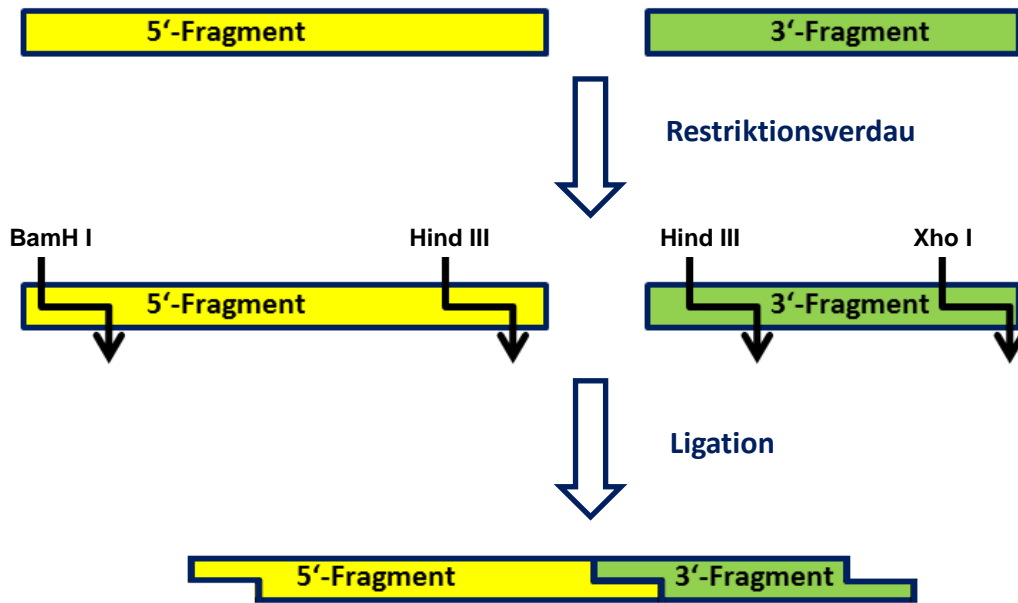 5‘-Fragment
3‘-Fragment
Restriktionsverdau
BamH I
Hind III
Hind III
Xho I
5‘-Fragment
3‘-Fragment
Ligation
5‘-Fragment
3‘-Fragment